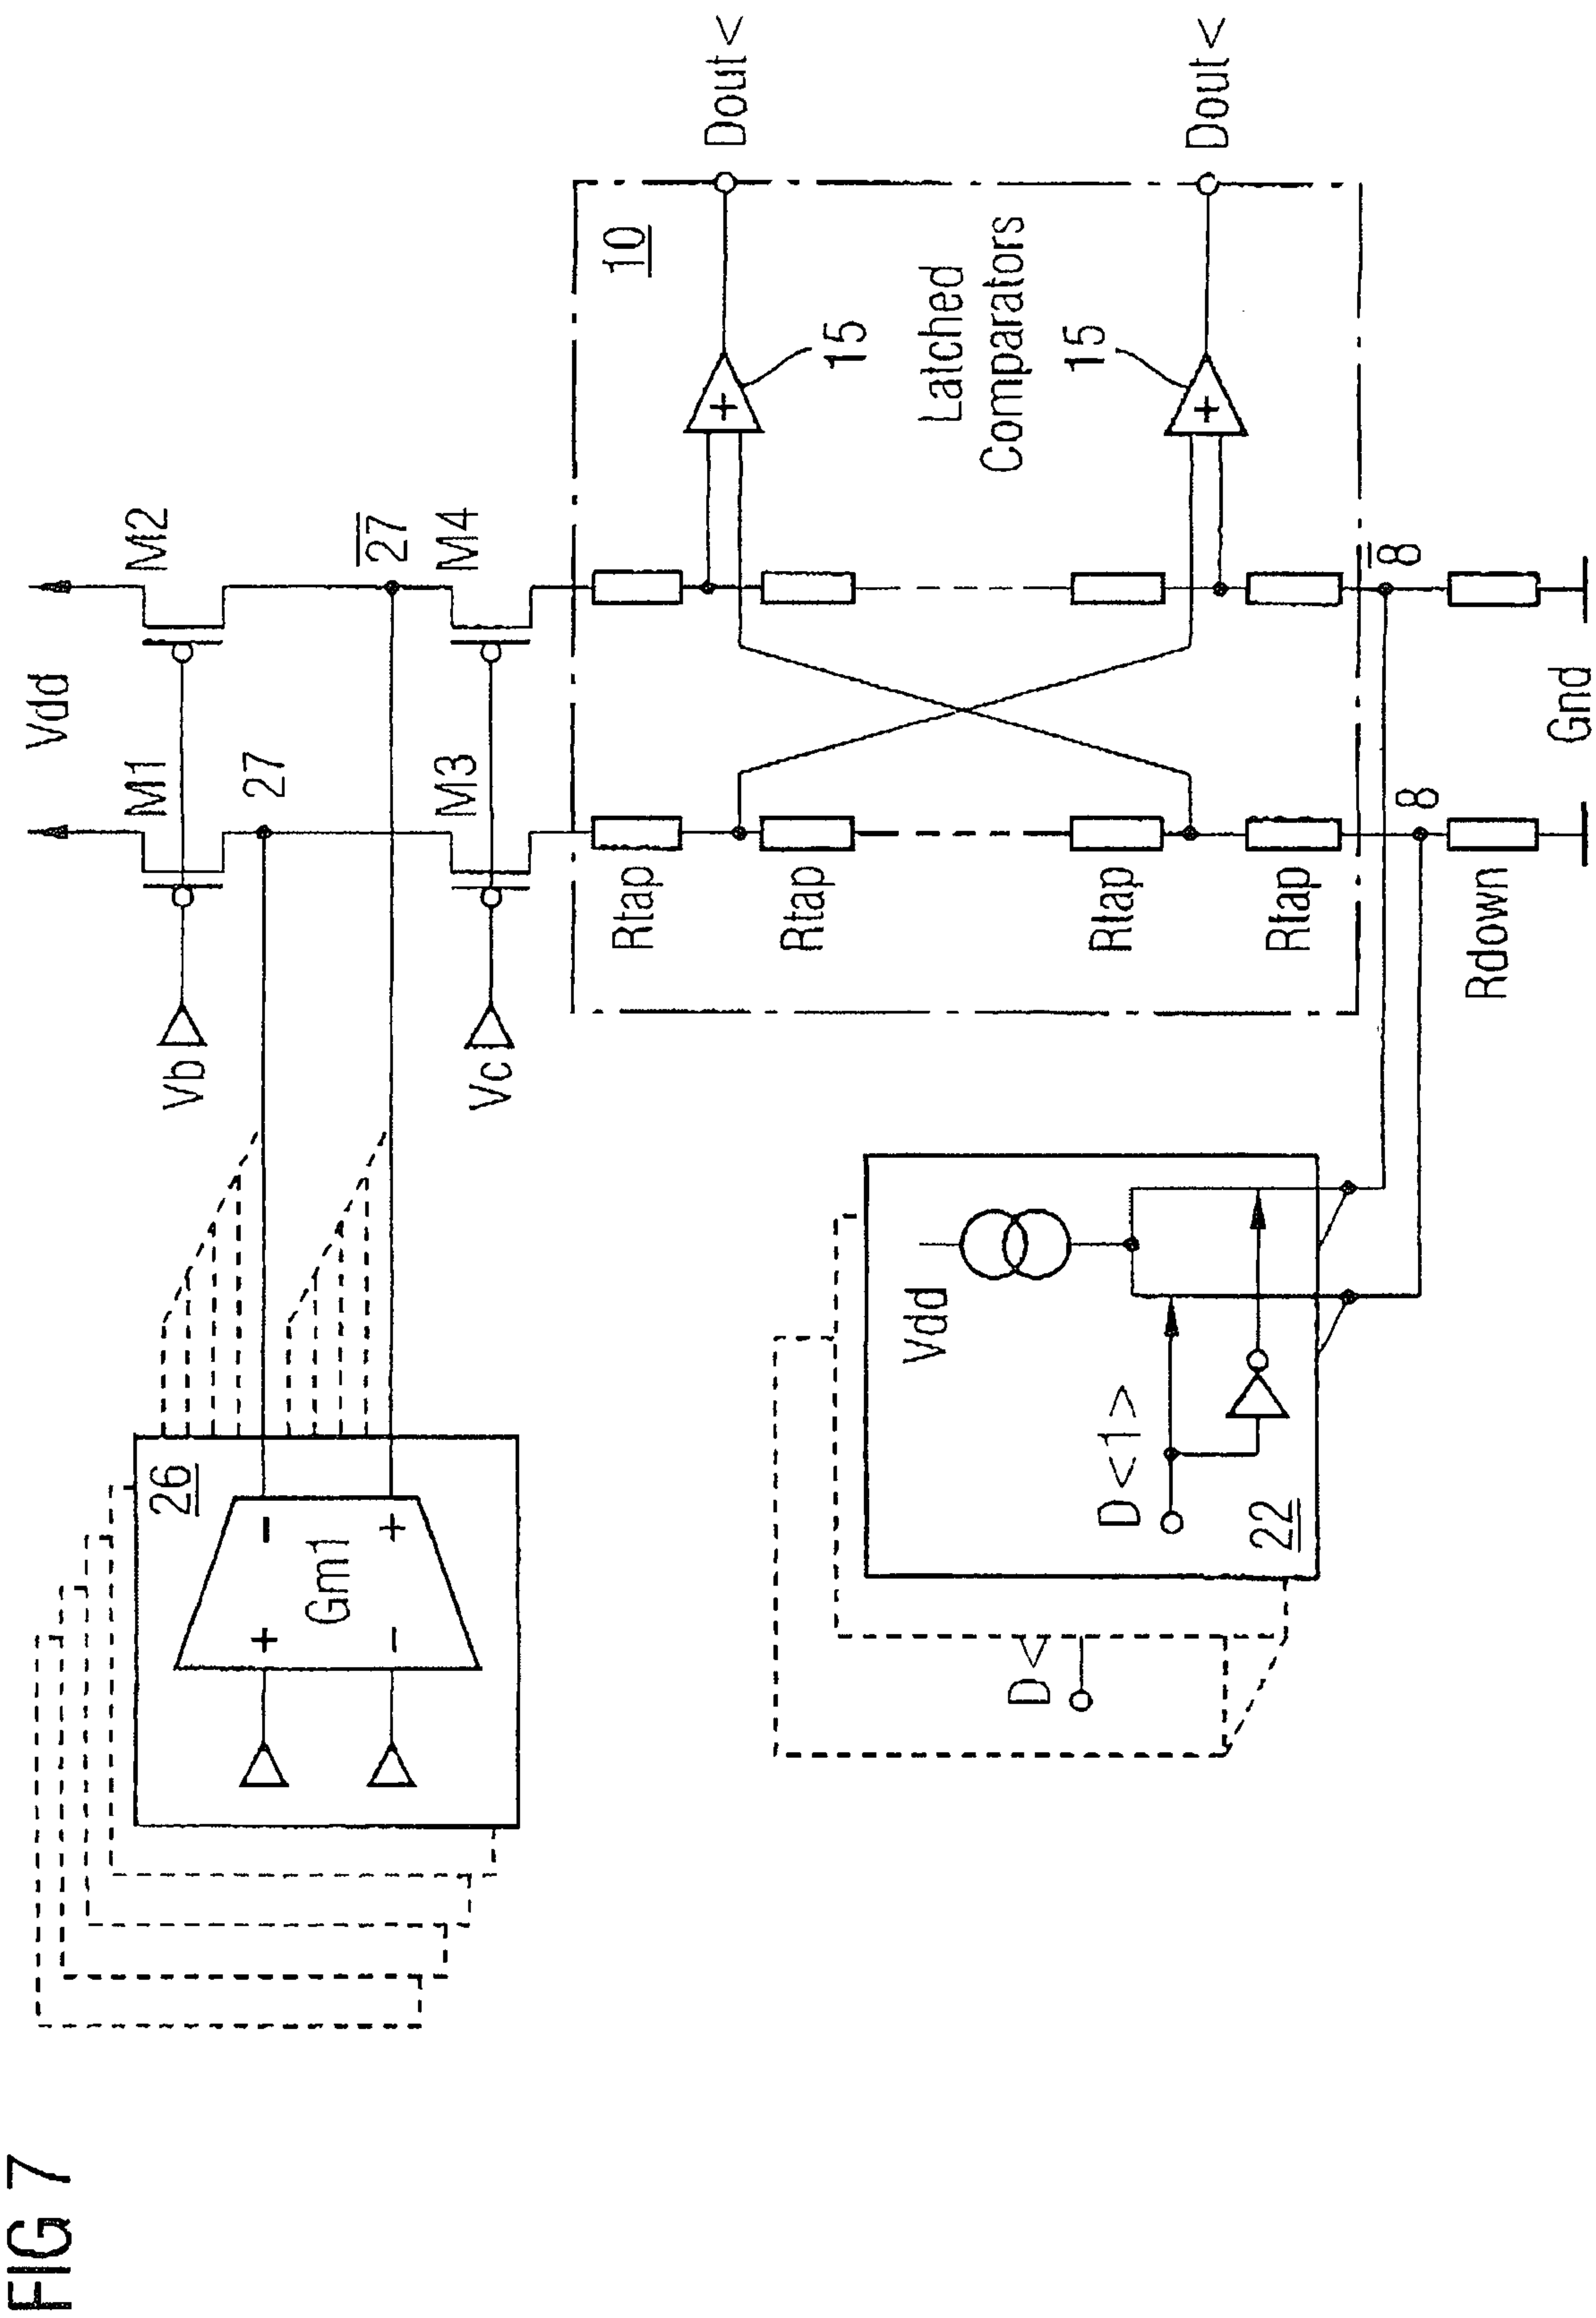 FIG 7
26
+
-
Gm1
-
+
Vdd
M1
M2
27
27
Vb
M3
M4
Vc
10
Rtap
Rtap
Rtap
Rtap
+
15
Latched
Comparators
+
15
Dout<
Dout<
8
8
Rdown
Gnd
Vdd
D<1>
22
D<